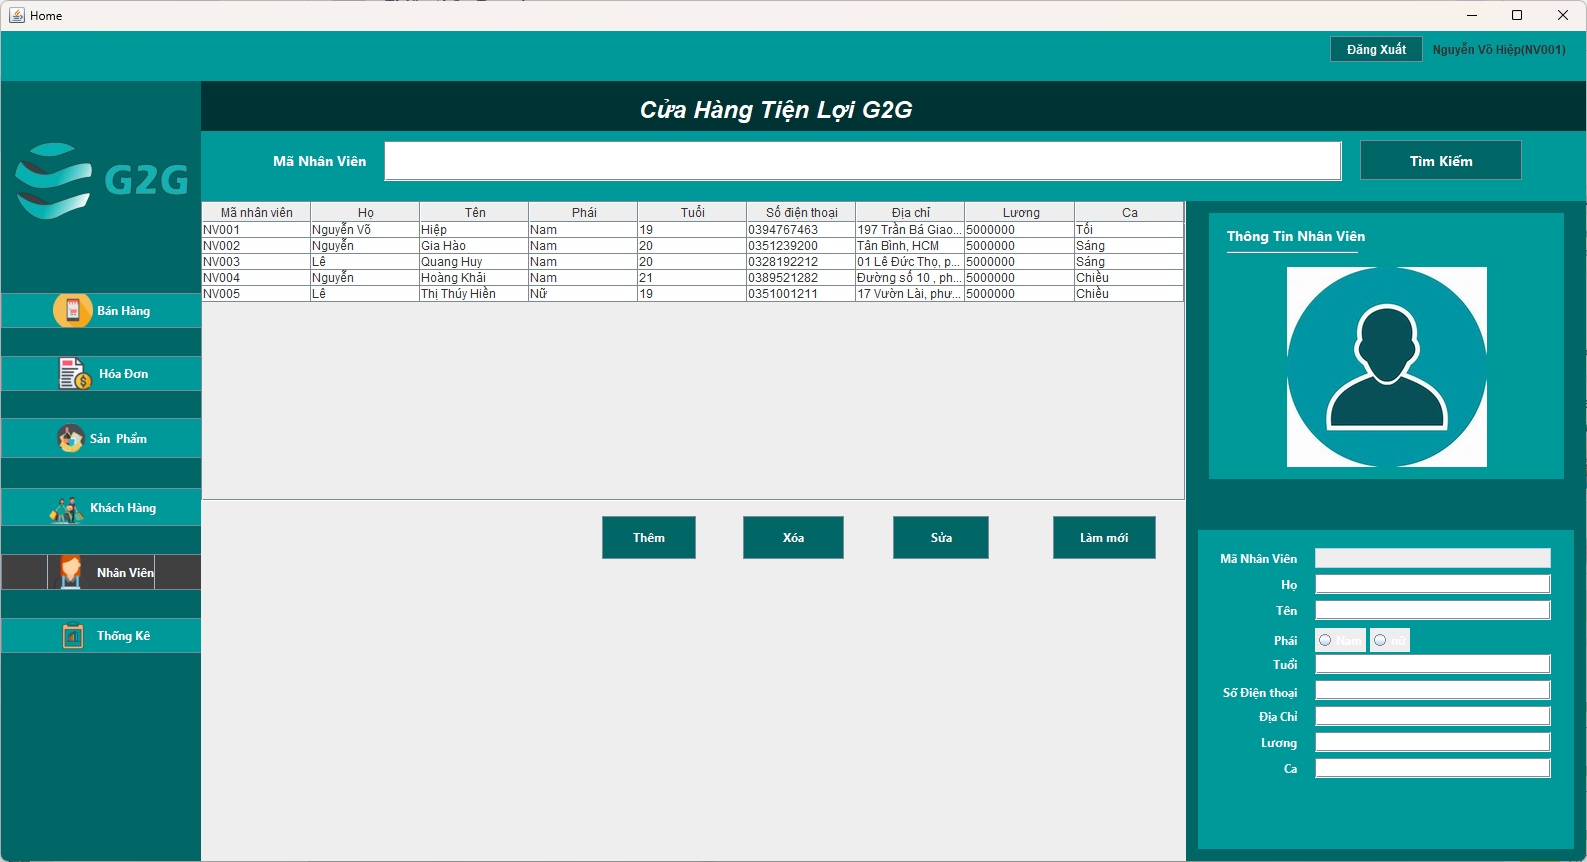 Home
Đăng Xuất Nguyễn Võ Hiệp(NV001)
Cửa Hàng Tiện Lợi G2G
G2G
Mã Nhân Viên Tìm Kiếm
Mã nhân viên Họ Tên Phái Tuổi Số điện thoại Địa chỉ Lương Ca
NV001 Nguyễn Võ Hiệp Nam 19 0394767463 197 Trần Bá Giao... 5000000 Tối
NV002 Nguyễn Gia Hào Nam 20 0351239200 Tân Bình, HCM 5000000 Sáng
NV003 Lê Quang Huy Nam 20 0328192212 01 Lê Đức Thọ, p... 5000000 Sáng
NV004 Nguyễn Hoàng Khải Nam 21 0389521282 Đường số 10 , ph... 5000000 Chiều
NV005 Lê Thị Thúy Hiền Nữ 19 0351001211 17 Vườn Lài, phư... 5000000 Chiều
Bán Hàng
Hóa Đơn
Sản  Phẩm
Khách Hàng
Nhân Viên
Thống Kê
Thêm Xóa Sửa Làm mới
Thông Tin Nhân Viên
Mã Nhân Viên
Họ
Tên
Phái Nam nữ
Tuổi
Số Điện thoại
Địa Chỉ
Lương
Ca